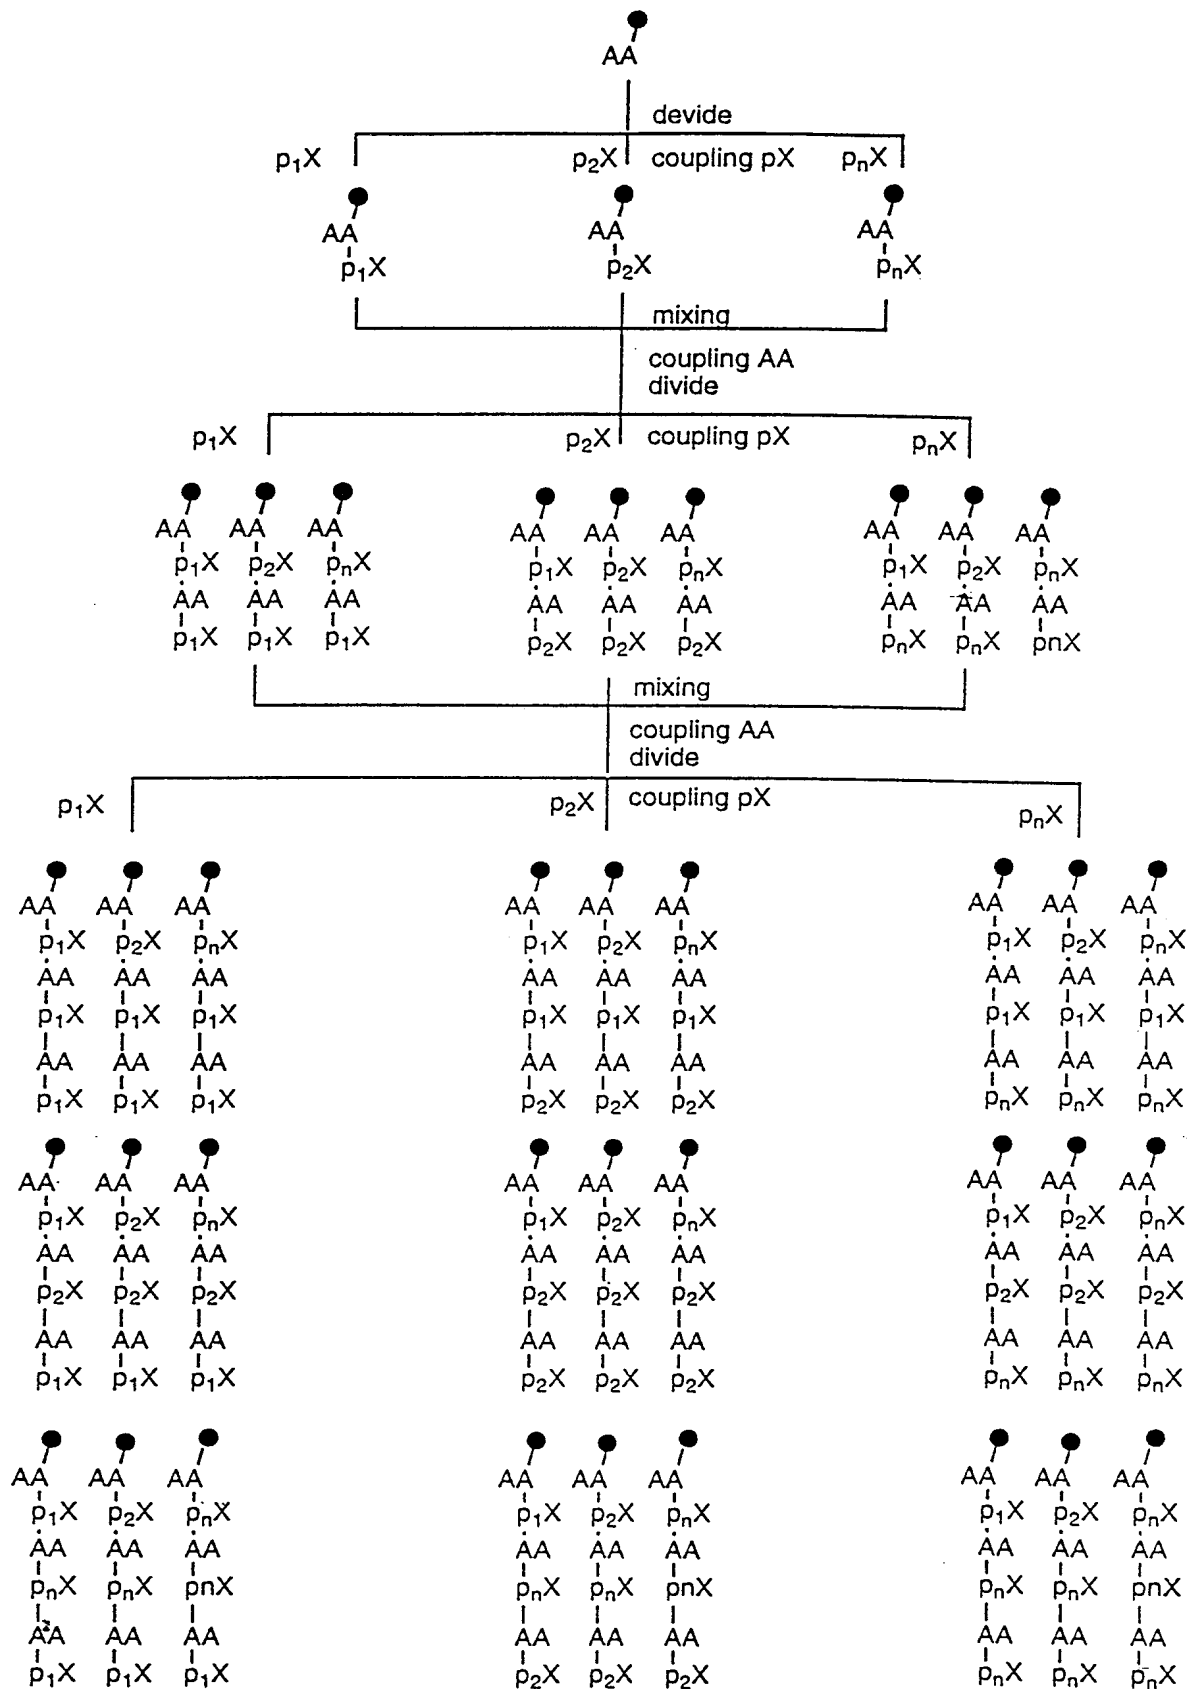 AA
devide
p₁X p₂X coupling pX pₙX
AA AA AA
p₁X p₂X pₙX
mixing
coupling AA
divide
p₁X p₂X coupling pX pₙX
AA AA AA AA AA AA AA AA AA
p₁X p₂X pₙX p₁X p₂X pₙX p₁X p₂X pₙX
AA AA AA AA AA AA AA AA AA
p₁X p₁X p₁X p₂X p₂X p₂X pₙX pₙX pnX
mixing
coupling AA
divide
p₁X p₂X coupling pX pₙX
AA AA AA AA AA AA AA AA AA
p₁X p₂X pₙX p₁X p₂X pₙX p₁X p₂X pₙX
AA AA AA AA AA AA AA AA AA
p₁X p₁X p₁X p₁X p₁X p₁X p₁X p₁X p₁X
AA AA AA AA AA AA AA AA AA
p₁X p₁X p₁X p₂X p₂X p₂X pₙX pₙX pₙX
AA AA AA AA AA AA AA AA AA
p₁X p₂X pₙX p₁X p₂X pₙX p₁X p₂X pₙX
AA AA AA AA AA AA AA AA AA
p₂X p₂X p₂X p₂X p₂X p₂X p₂X p₂X p₂X
AA AA AA AA AA AA AA AA AA
p₁X p₁X p₁X p₂X p₂X p₂X pₙX pₙX pₙX
AA AA AA AA AA AA AA AA AA
p₁X p₂X pₙX p₁X p₂X pₙX p₁X p₂X pₙX
AA AA AA AA AA AA AA AA AA
pₙX pₙX pnX pₙX pₙX pnX pₙX pₙX pnX
AA AA AA AA AA AA AA AA AA
p₁X p₁X p₁X p₂X p₂X p₂X pₙX pₙX pₙX